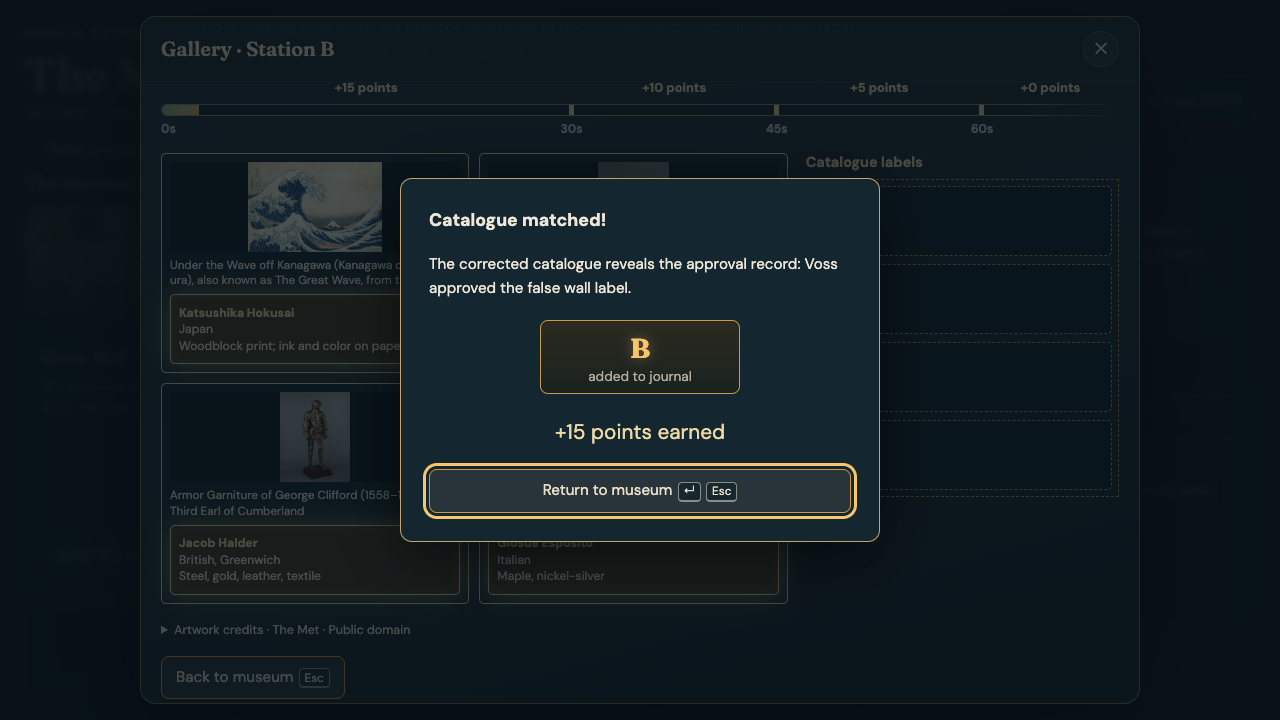 Gallery · Station B
+15 points
+10 points
+5 points
+0 points
0s
30s
45s
60s
Catalogue labels
Under the Wave off Kanagawa (Kanagawa
ura), also known as The Great Wave, from
Katsushika Hokusai
Japan
Woodblock print; ink and color on
Catalogue matched!
The corrected catalogue reveals the approval record: Voss
approved the false wall label.
B
added to journal
+15 points earned
Return to museum ↵ Esc
Armor Garniture of George Clifford
Third Earl of Cumberland
Jacob Halder
British, Greenwich
Steel, gold, leather, textile
Giosue Esposito
Italian
Maple, nickel-silver
Artwork credits · The Met · Public domain
Back to museum Esc